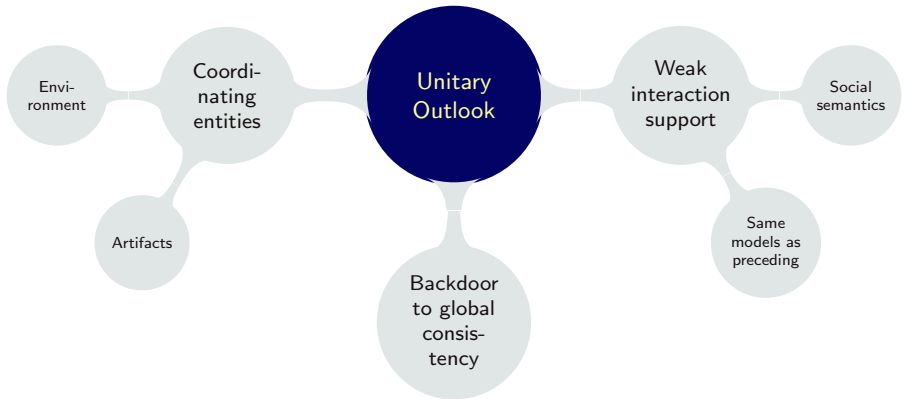 Unitary
Outlook
Coordi-
nating
entities
Envi-
ronment
Artifacts
Backdoor
to global
consis-
tency
Weak
interaction
support
Social
semantics
Same
models as
preceding